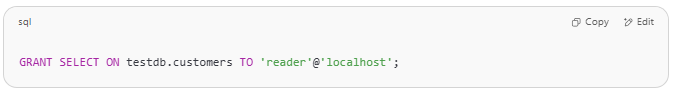 sql
Copy
Edit
GRANT SELECT ON testdb.customers TO 'reader'@'localhost';